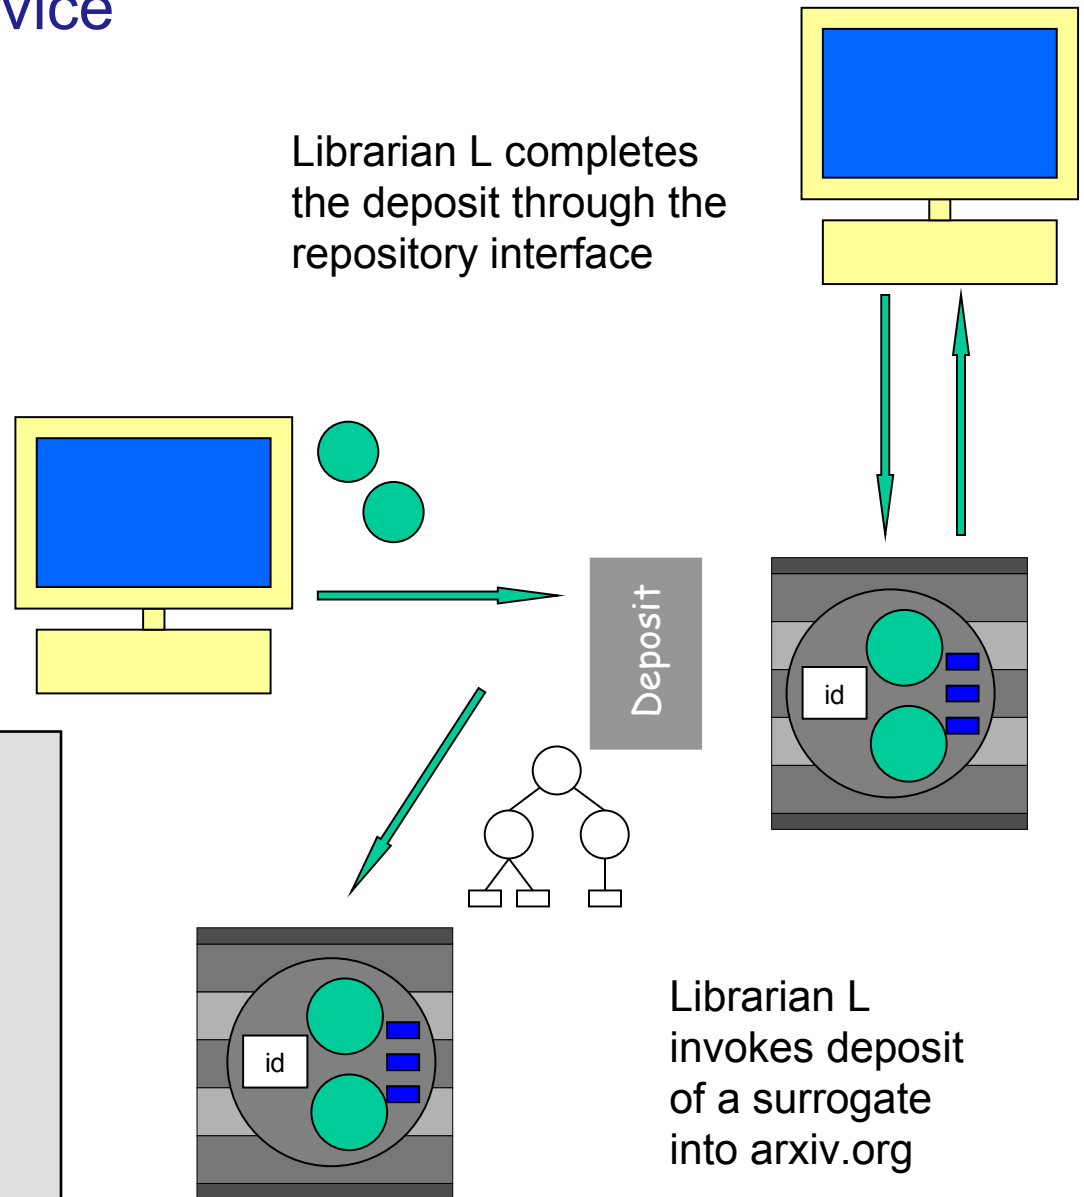 vice
Librarian L completes
the deposit through the
repository interface
Deposit
id
id
Librarian L
invokes deposit
of a surrogate
into arxiv.org